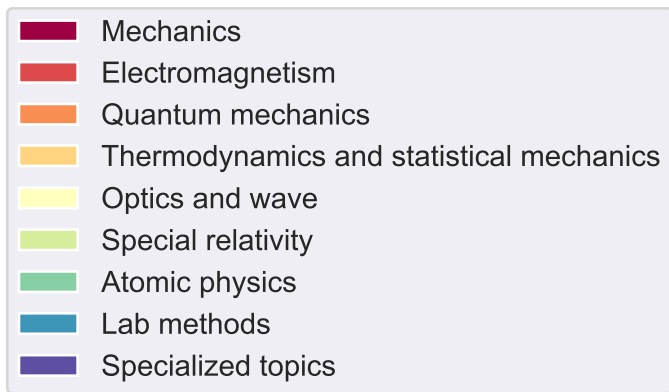 Mechanics
Electromagnetism
Quantum mechanics
Thermodynamics and statistical mechanics
Optics and wave
Special relativity
Atomic physics
Lab methods
Specialized topics